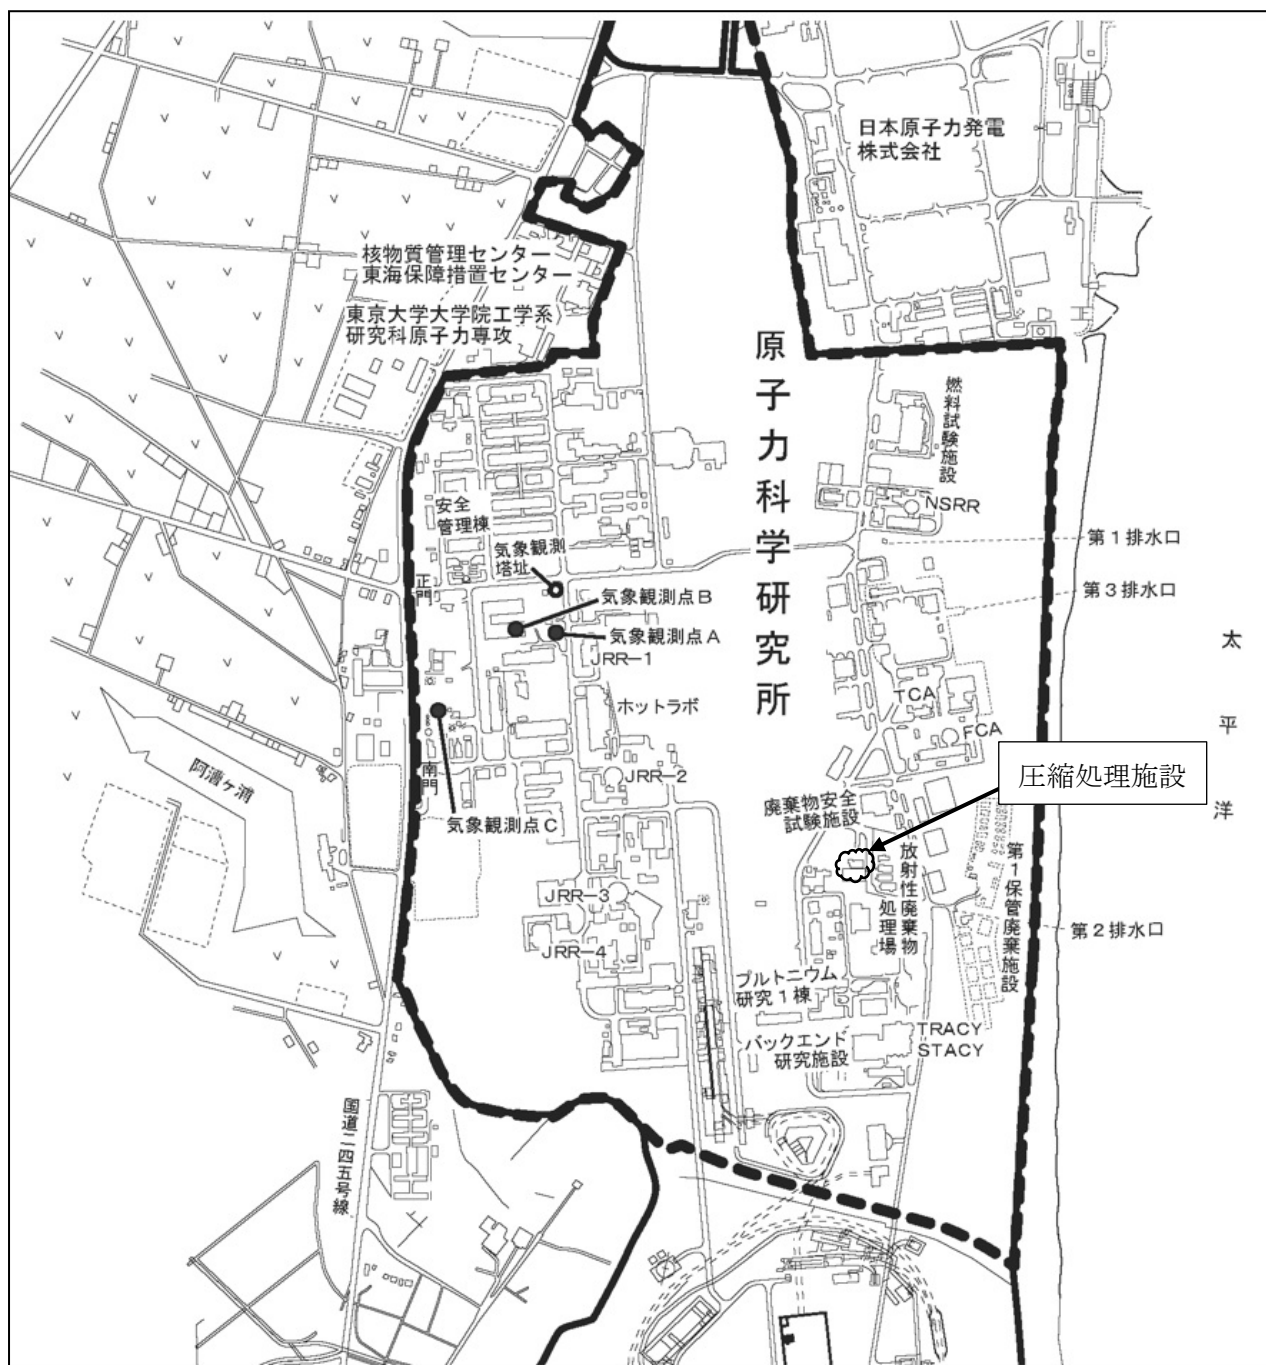 日本原子力発電
株式会社
核物質管理センター
東海保障措置センター
東京大学大学院工学系
研究科原子力専攻
原子力科学研究所
燃料試験施設
NSRR
安全
管理棟
気象観測
塔址
第1排水口
正門
気象観測点B
第3排水口
気象観測点A
JRR-1
太平洋
TCA
ホットラボ
FCA
圧縮処理施設
阿漕ヶ浦
南門
JRR-2
廃棄物安全
試験施設
気象観測点C
放射性廃棄物
処理場
第1保管廃棄施設
JRR-3
第2排水口
JRR-4
プルトニウム
研究1棟
バックエンド
研究施設
TRACY
STACY
国道二四五号線